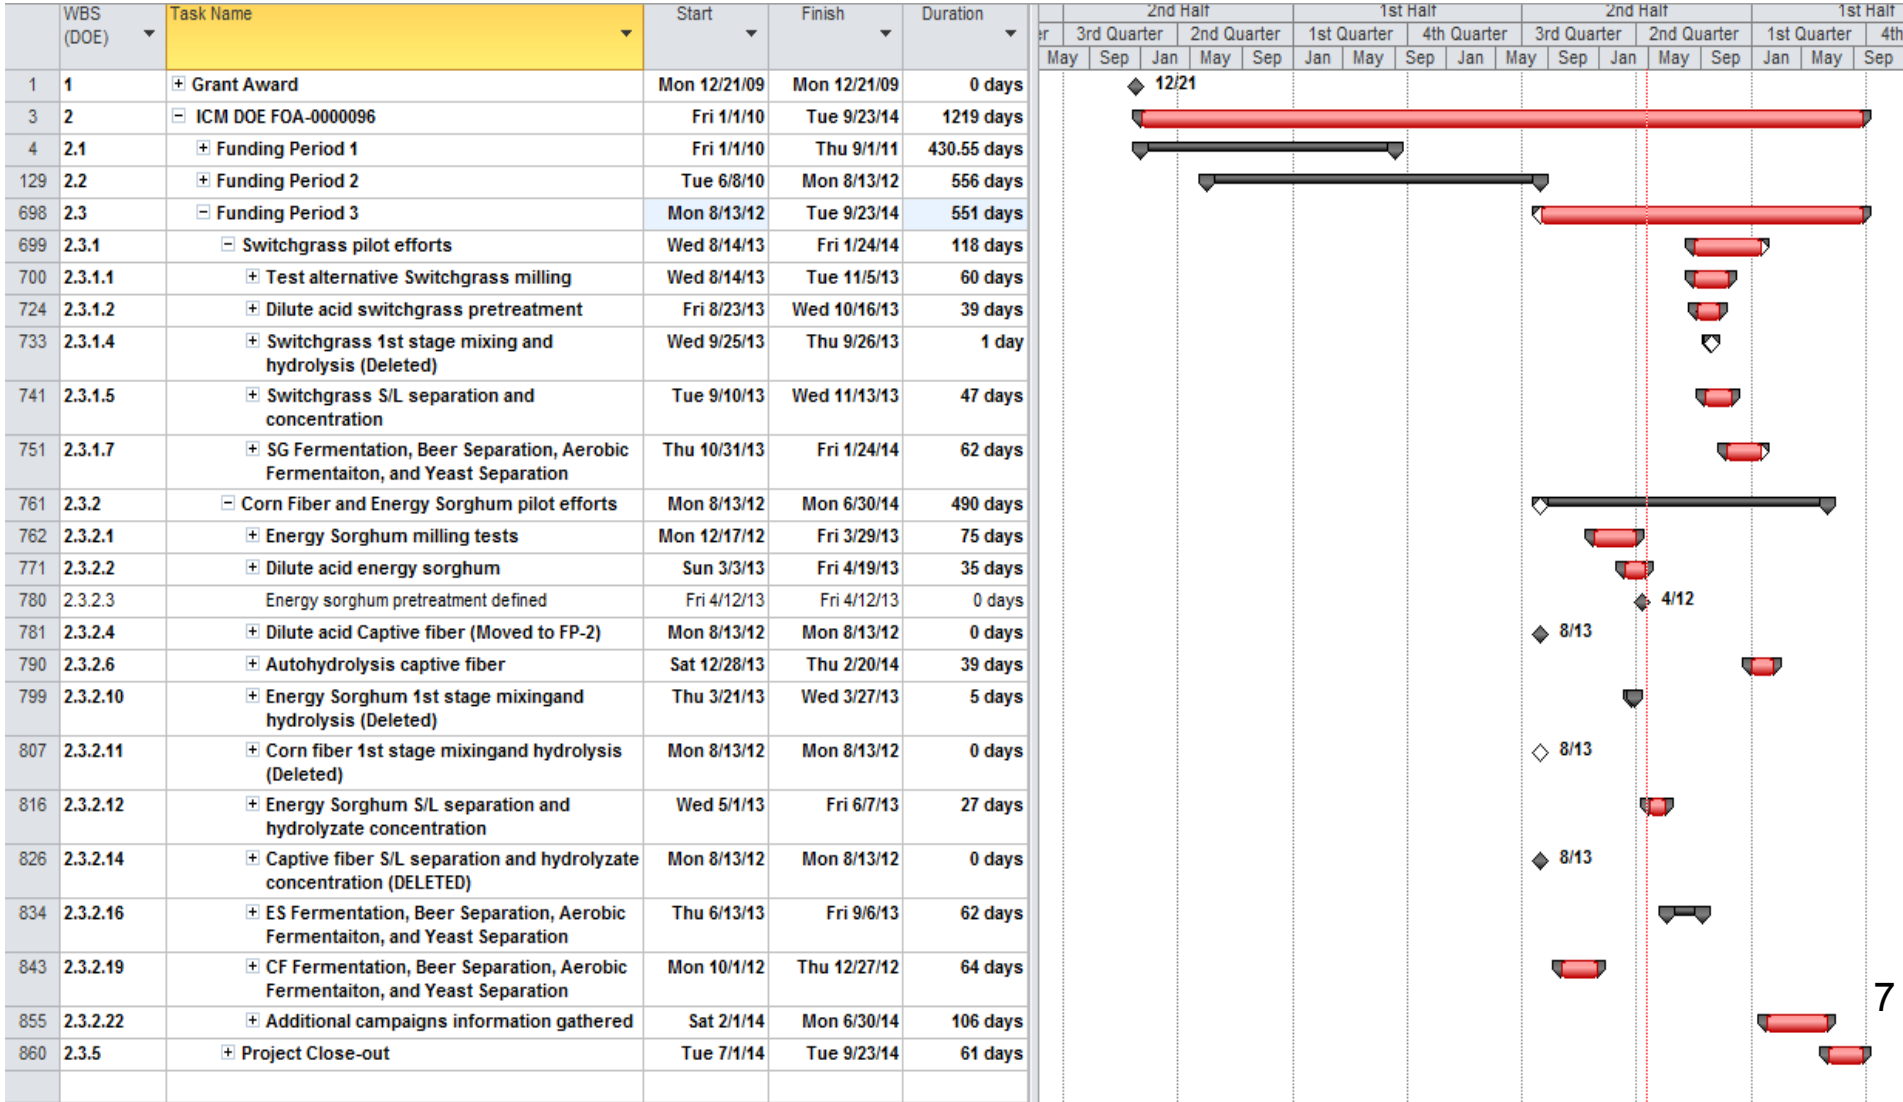 WBS (DOE) Task Name Start Finish Duration
2nd Half 1st Half 2nd Half 1st Half
er 3rd Quarter 2nd Quarter 1st Quarter 4th Quarter 3rd Quarter 2nd Quarter 1st Quarter 4th
May Sep Jan May Sep Jan May Sep Jan May Sep Jan May Sep Jan May Sep
1 1 Grant Award Mon 12/21/09 Mon 12/21/09 0 days 12/21
3 2 ICM DOE FOA-0000096 Fri 1/1/10 Tue 9/23/14 1219 days
4 2.1 Funding Period 1 Fri 1/1/10 Thu 9/1/11 430.55 days
129 2.2 Funding Period 2 Tue 6/8/10 Mon 8/13/12 556 days
698 2.3 Funding Period 3 Mon 8/13/12 Tue 9/23/14 551 days
699 2.3.1 Switchgrass pilot efforts Wed 8/14/13 Fri 1/24/14 118 days
700 2.3.1.1 Test alternative Switchgrass milling Wed 8/14/13 Tue 11/5/13 60 days
724 2.3.1.2 Dilute acid switchgrass pretreatment Fri 8/23/13 Wed 10/16/13 39 days
733 2.3.1.4 Switchgrass 1st stage mixing and Wed 9/25/13 Thu 9/26/13 1 day
hydrolysis (Deleted)
741 2.3.1.5 Switchgrass S/L separation and Tue 9/10/13 Wed 11/13/13 47 days
concentration
751 2.3.1.7 SG Fermentation, Beer Separation, Aerobic Thu 10/31/13 Fri 1/24/14 62 days
Fermentaiton, and Yeast Separation
761 2.3.2 Corn Fiber and Energy Sorghum pilot efforts Mon 8/13/12 Mon 6/30/14 490 days
762 2.3.2.1 Energy Sorghum milling tests Mon 12/17/12 Fri 3/29/13 75 days
771 2.3.2.2 Dilute acid energy sorghum Sun 3/3/13 Fri 4/19/13 35 days
780 2.3.2.3 Energy sorghum pretreatment defined Fri 4/12/13 Fri 4/12/13 0 days 4/12
781 2.3.2.4 Dilute acid Captive fiber (Moved to FP-2) Mon 8/13/12 Mon 8/13/12 0 days 8/13
790 2.3.2.6 Autohydrolysis captive fiber Sat 12/28/13 Thu 2/20/14 39 days
799 2.3.2.10 Energy Sorghum 1st stage mixingand Thu 3/21/13 Wed 3/27/13 5 days
hydrolysis (Deleted)
807 2.3.2.11 Corn fiber 1st stage mixingand hydrolysis Mon 8/13/12 Mon 8/13/12 0 days 8/13
(Deleted)
816 2.3.2.12 Energy Sorghum S/L separation and Wed 5/1/13 Fri 6/7/13 27 days
hydrolyzate concentration
826 2.3.2.14 Captive fiber S/L separation and hydrolyzate Mon 8/13/12 Mon 8/13/12 0 days 8/13
concentration (DELETED)
834 2.3.2.16 ES Fermentation, Beer Separation, Aerobic Thu 6/13/13 Fri 9/6/13 62 days
Fermentaiton, and Yeast Separation
843 2.3.2.19 CF Fermentation, Beer Separation, Aerobic Mon 10/1/12 Thu 12/27/12 64 days
Fermentaiton, and Yeast Separation
7
855 2.3.2.22 Additional campaigns information gathered Sat 2/1/14 Mon 6/30/14 106 days
860 2.3.5 Project Close-out Tue 7/1/14 Tue 9/23/14 61 days